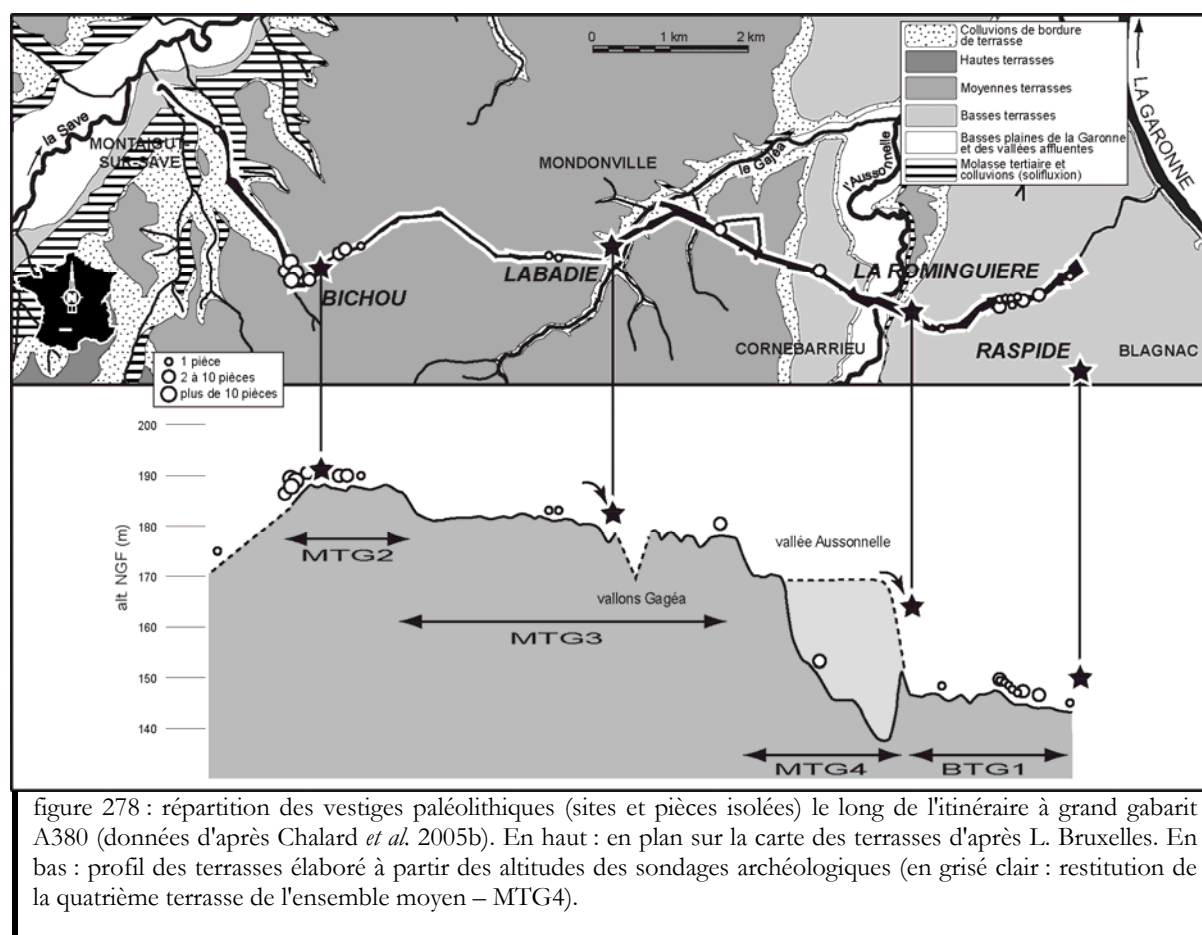 Colluvions de bordure
de terrasse
Hautes terrasses
Moyennes terrasses
Basses terrasses
Basses plaines de la Garonne
et des vallées affluentes
Molasse tertiaire et
colluvions (solifluxion)
0 1 km 2 km
LA GARONNE
la Save
MONTAIGUT-
SUR-SAVE
MONDONVILLE
le Gajéa
l'Aussonnelle
LABADIE
LA ROMINGUIERE
BICHOU
CORNEBARRIEU
RASPIDE
BLAGNAC
N
1 pièce
2 à 10 pièces
plus de 10 pièces
alt. NGF (m)
200
190
180
170
160
150
140
MTG2
MTG3
vallons Gagéa
vallée Aussonnelle
MTG4
BTG1
figure 278 : répartition des vestiges paléolithiques (sites et pièces isolées) le long de l'itinéraire à grand gabarit
A380 (données d'après Chalard et al. 2005b). En haut : en plan sur la carte des terrasses d'après L. Bruxelles. En
bas : profil des terrasses élaboré à partir des altitudes des sondages archéologiques (en grisé clair : restitution de
la quatrième terrasse de l'ensemble moyen – MTG4).